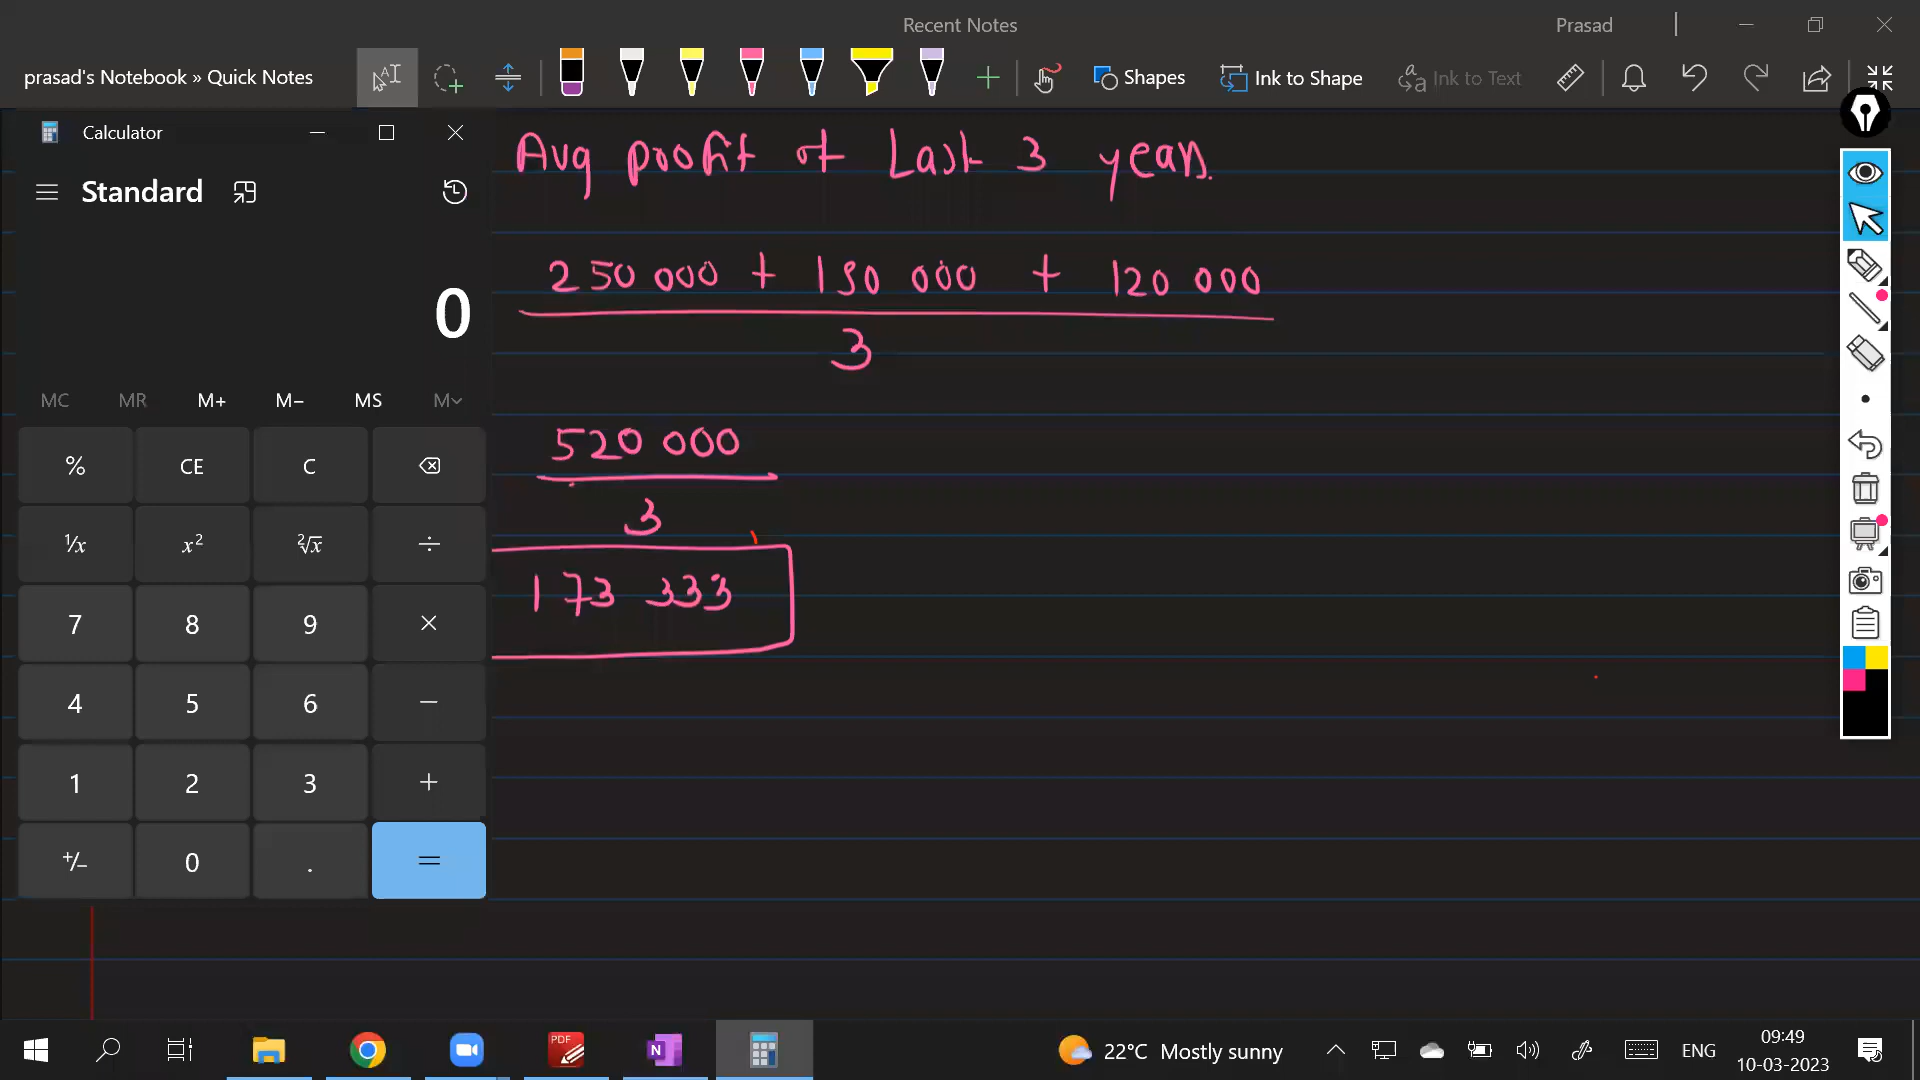 Recent Notes Prasad
prasad's Notebook » Quick Notes Shapes Ink to Shape Ink to Text
Calculator
Standard
0
MC MR M+ M− MS M
% CE C
¹/x x² ²√x ÷
7 8 9 ×
4 5 6 −
1 2 3 +
+/− 0 . =
Avg profit of Last 3 years.
250 000 + 150 000 + 120 000
3
520 000
3
173 333
PDF
N
22°C Mostly sunny ENG 09:49
10-03-2023